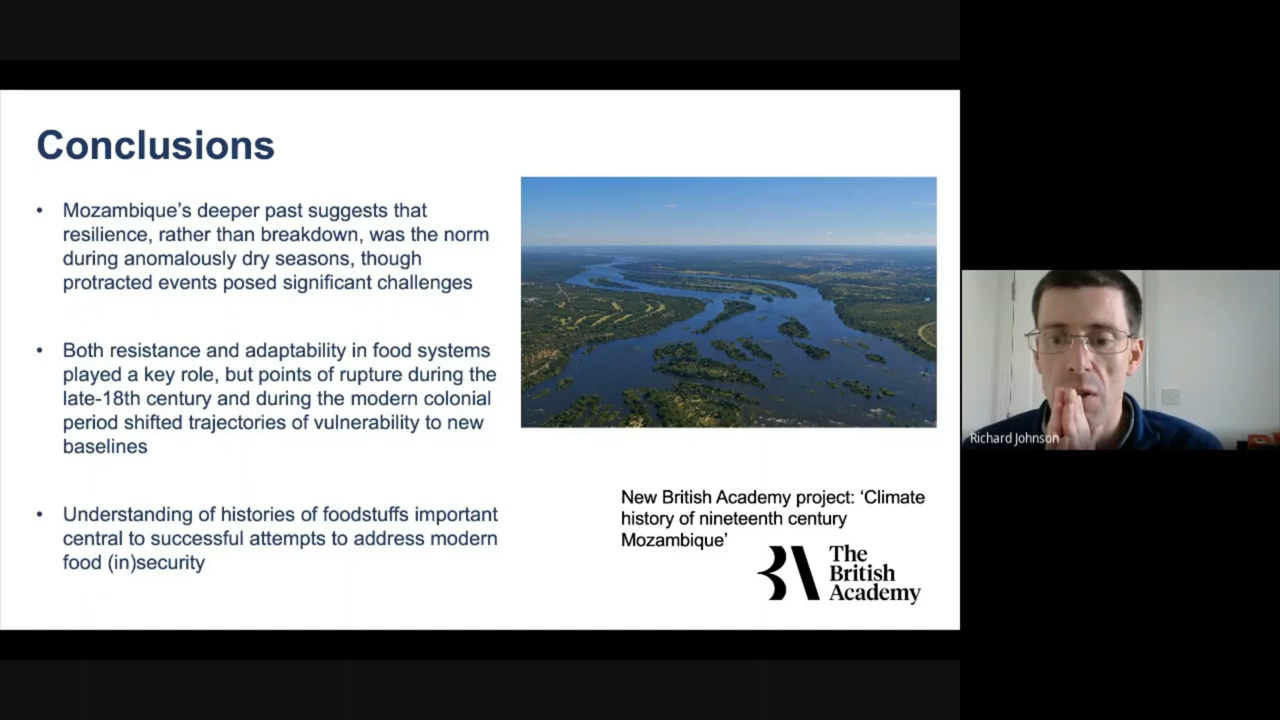 Conclusions
• Mozambique’s deeper past suggests that
resilience, rather than breakdown, was the norm
during anomalously dry seasons, though
protracted events posed significant challenges
• Both resistance and adaptability in food systems
played a key role, but points of rupture during the
late-18th century and during the modern colonial
period shifted trajectories of vulnerability to new
baselines
• Understanding of histories of foodstuffs important
central to successful attempts to address modern
food (in)security
New British Academy project: ‘Climate
history of nineteenth century
Mozambique’
The
British
Academy
Richard Johnson